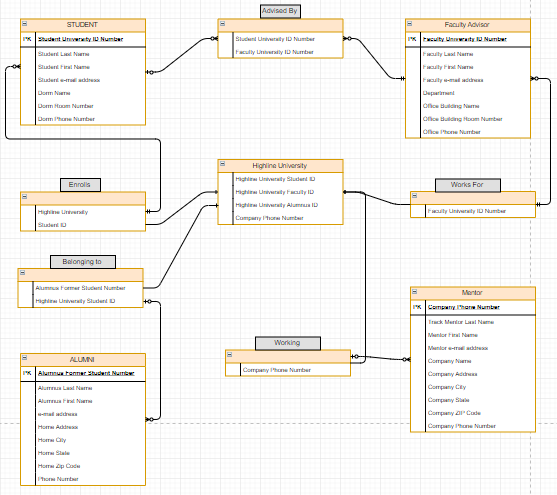 Advised By
STUDENT
PK Student University ID Number
Student Last Name
Student First Name
Student e-mail address
Dorm Name
Dorm Room Number
Dorm Phone Number
Student University ID Number
Faculty University ID Number
Faculty Advisor
PK Faculty University ID Number
Faculty Last Name
Faculty First Name
Faculty e-mail address
Department
Office Building Name
Office Building Room Number
Office Phone Number
Enrolls
Highline University
Student ID
Highline University
Highline University Student ID
Highline University Faculty ID
Highline University Alumnus ID
Company Phone Number
Works For
Faculty University ID Number
Belonging to
Alumnus Former Student Number
Highline University Student ID
Working
Company Phone Number
Mentor
PK Company Phone Number
Track Mentor Last Name
Mentor First Name
Mentor e-mail address
Company Name
Company Address
Company City
Company State
Company ZIP Code
Company Phone Number
ALUMNI
PK Alumnus Former Student Number
Alumnus Last Name
Alumnus First Name
e-mail address
Home Address
Home City
Home State
Home Zip Code
Phone Number